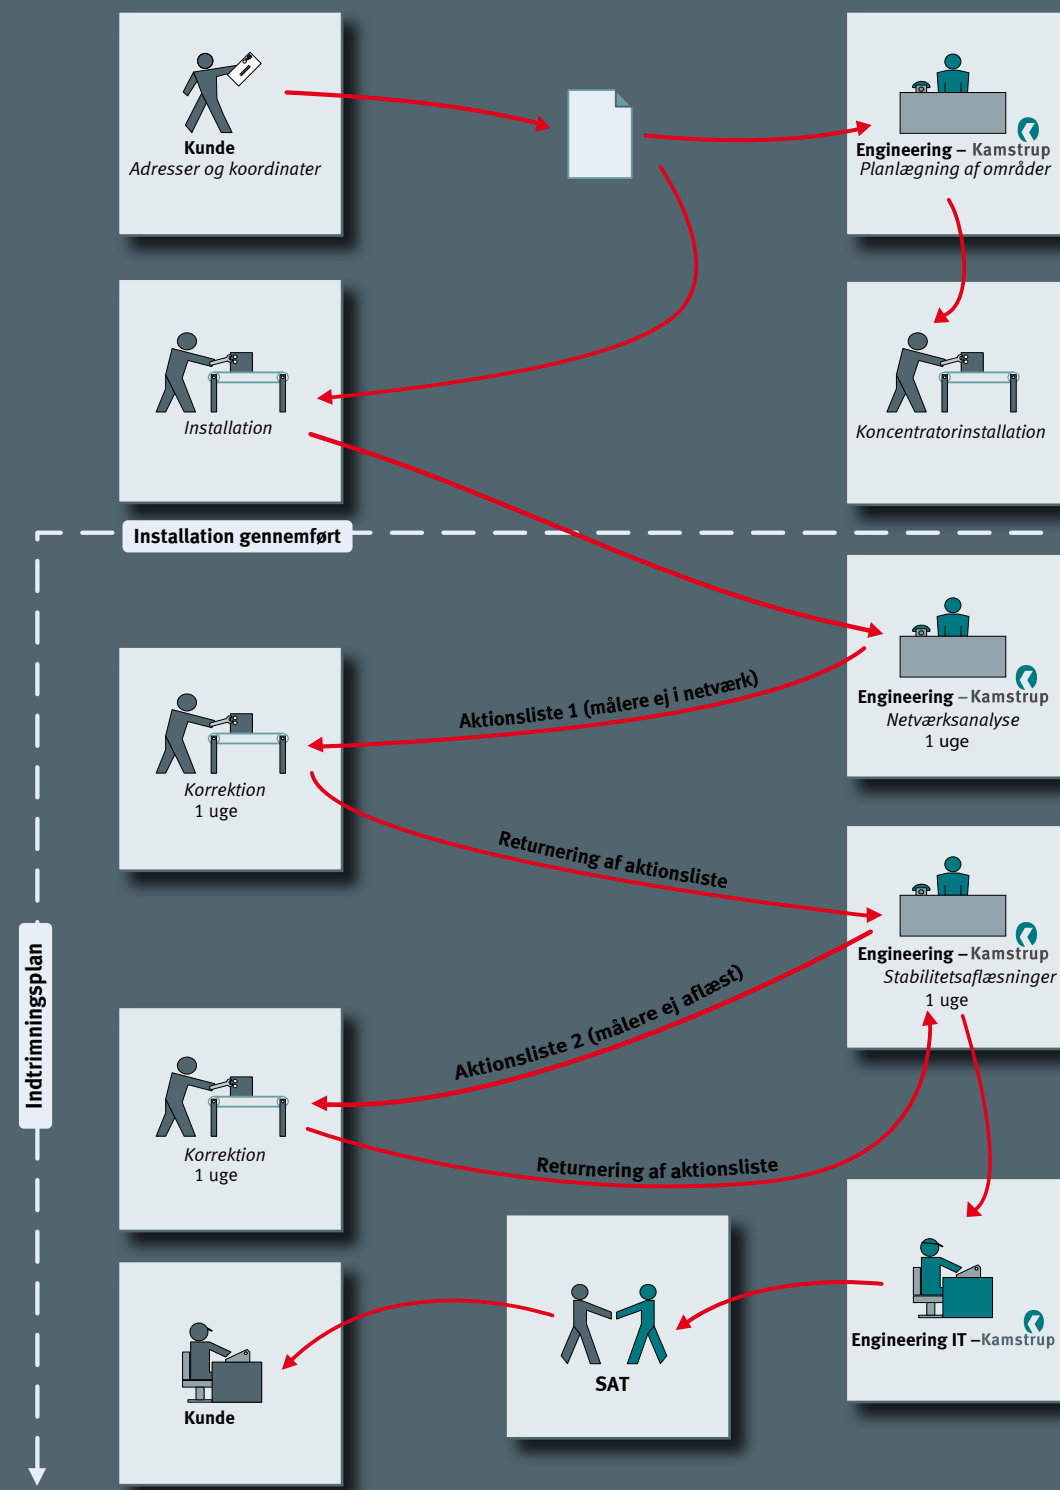 Kunde
Adresser og koordinater
Engineering – Kamstrup
Planlægning af områder
Installation
Koncentratorinstallation
Installation gennemført
Engineering – Kamstrup
Netværksanalyse
1 uge
Aktionsliste 1 (målere ej i netværk)
Korrektion
1 uge
Returnering af aktionsliste
Engineering – Kamstrup
Stabilitetsaflæsninger
1 uge
Indtrimningsplan
Aktionsliste 2 (målere ej aflæst)
Korrektion
1 uge
Returnering af aktionsliste
Engineering IT – Kamstrup
SAT
Kunde